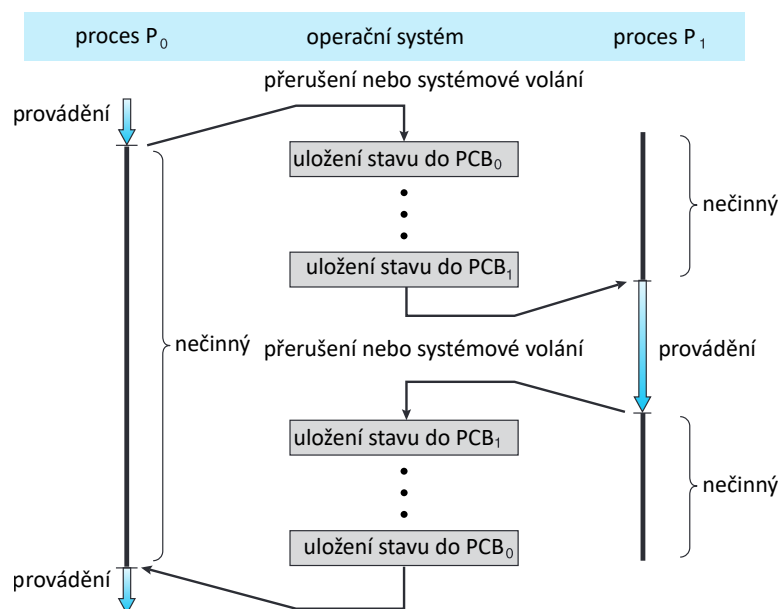 proces P₀
operační systém
proces P₁
přerušení nebo systémové volání
provádění
uložení stavu do PCB₀
nečinný
uložení stavu do PCB₁
nečinný
přerušení nebo systémové volání
provádění
uložení stavu do PCB₁
nečinný
uložení stavu do PCB₀
provádění